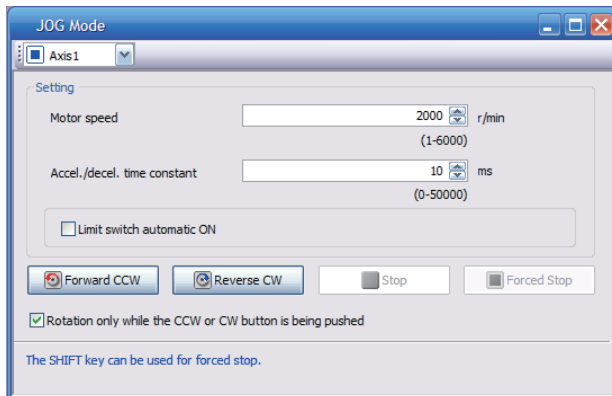 JOG Mode
Axis1
Setting
Motor speed 2000 r/min
(1-6000)
Accel./decel. time constant 10 ms
(0-50000)
Limit switch automatic ON
Forward CCW Reverse CW Stop Forced Stop
Rotation only while the CCW or CW button is being pushed
The SHIFT key can be used for forced stop.